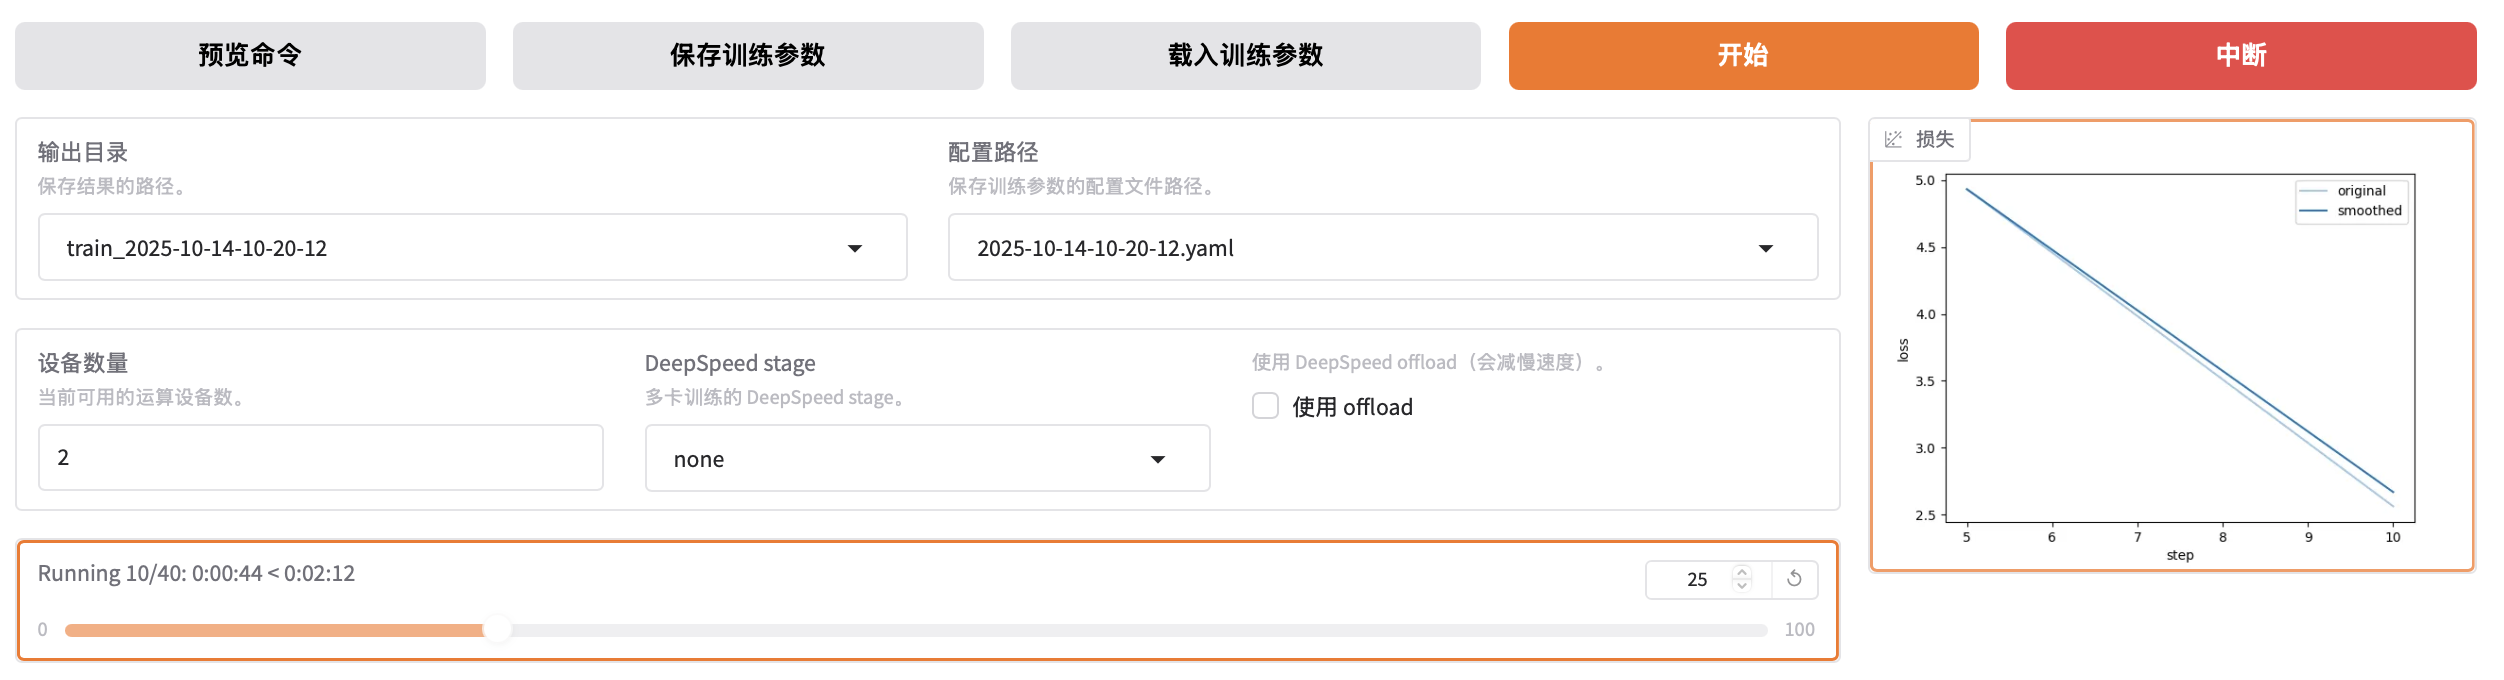 预览命令
保存训练参数
载入训练参数
开始
中断
输出目录
保存结果的路径。
train_2025-10-14-10-20-12
配置路径
保存训练参数的配置文件路径。
2025-10-14-10-20-12.yaml
设备数量
当前可用的运算设备数。
2
DeepSpeed stage
多卡训练的 DeepSpeed stage。
none
使用 DeepSpeed offload（会减慢速度）。
使用 offload
Running 10/40: 0:00:44 < 0:02:12
25
0
100
损失
original
smoothed
5.0
4.5
4.0
3.5
3.0
2.5
loss
5 6 7 8 9 10
step